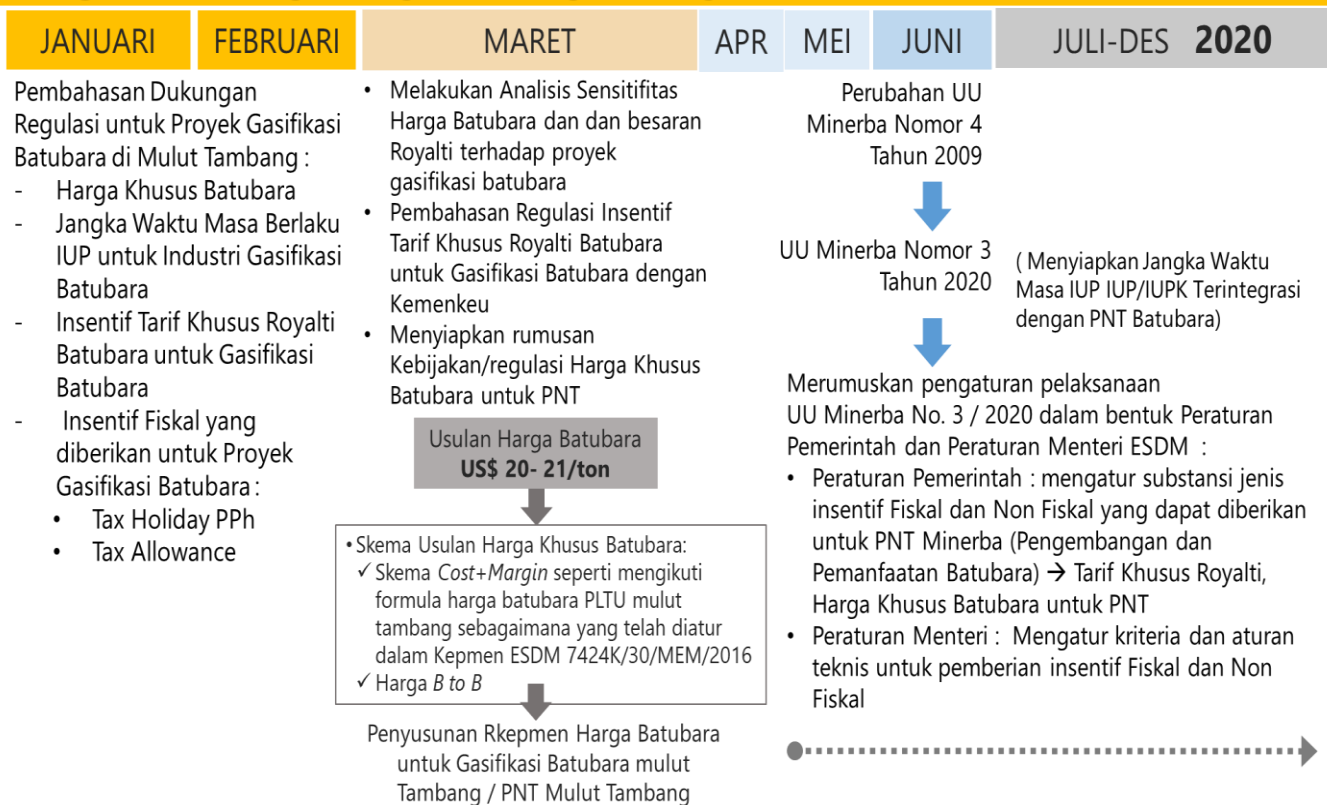 JANUARI
FEBRUARI
MARET
APR
MEI
JUNI
JULI-DES 2020
Pembahasan Dukungan
Regulasi untuk Proyek Gasifikasi
Batubara di Mulut Tambang :
- Harga Khusus Batubara
- Jangka Waktu Masa Berlaku
IUP untuk Industri Gasifikasi
Batubara
- Insentif Tarif Khusus Royalti
Batubara untuk Gasifikasi
Batubara
- Insentif Fiskal yang
diberikan untuk Proyek
Gasifikasi Batubara :
• Tax Holiday PPh
• Tax Allowance
• Melakukan Analisis Sensitifitas
Harga Batubara dan dan besaran
Royalti terhadap proyek
gasifikasi batubara
• Pembahasan Regulasi Insentif
Tarif Khusus Royalti Batubara
untuk Gasifikasi Batubara dengan
Kemenkeu
• Menyiapkan rumusan
Kebijakan/regulasi Harga Khusus
Batubara untuk PNT
Usulan Harga Batubara
US$ 20- 21/ton
• Skema Usulan Harga Khusus Batubara:
✓ Skema Cost+Margin seperti mengikuti
formula harga batubara PLTU mulut
tambang sebagaimana yang telah diatur
dalam Kepmen ESDM 7424K/30/MEM/2016
✓ Harga B to B
Penyusunan Rkepmen Harga Batubara
untuk Gasifikasi Batubara mulut
Tambang / PNT Mulut Tambang
Perubahan UU
Minerba Nomor 4
Tahun 2009
UU Minerba Nomor 3
Tahun 2020
( Menyiapkan Jangka Waktu
Masa IUP IUP/IUPK Terintegrasi
dengan PNT Batubara)
Merumuskan pengaturan pelaksanaan
UU Minerba No. 3 / 2020 dalam bentuk Peraturan
Pemerintah dan Peraturan Menteri ESDM :
• Peraturan Pemerintah : mengatur substansi jenis
insentif Fiskal dan Non Fiskal yang dapat diberikan
untuk PNT Minerba (Pengembangan dan
Pemanfaatan Batubara) → Tarif Khusus Royalti,
Harga Khusus Batubara untuk PNT
• Peraturan Menteri : Mengatur kriteria dan aturan
teknis untuk pemberian insentif Fiskal dan Non
Fiskal